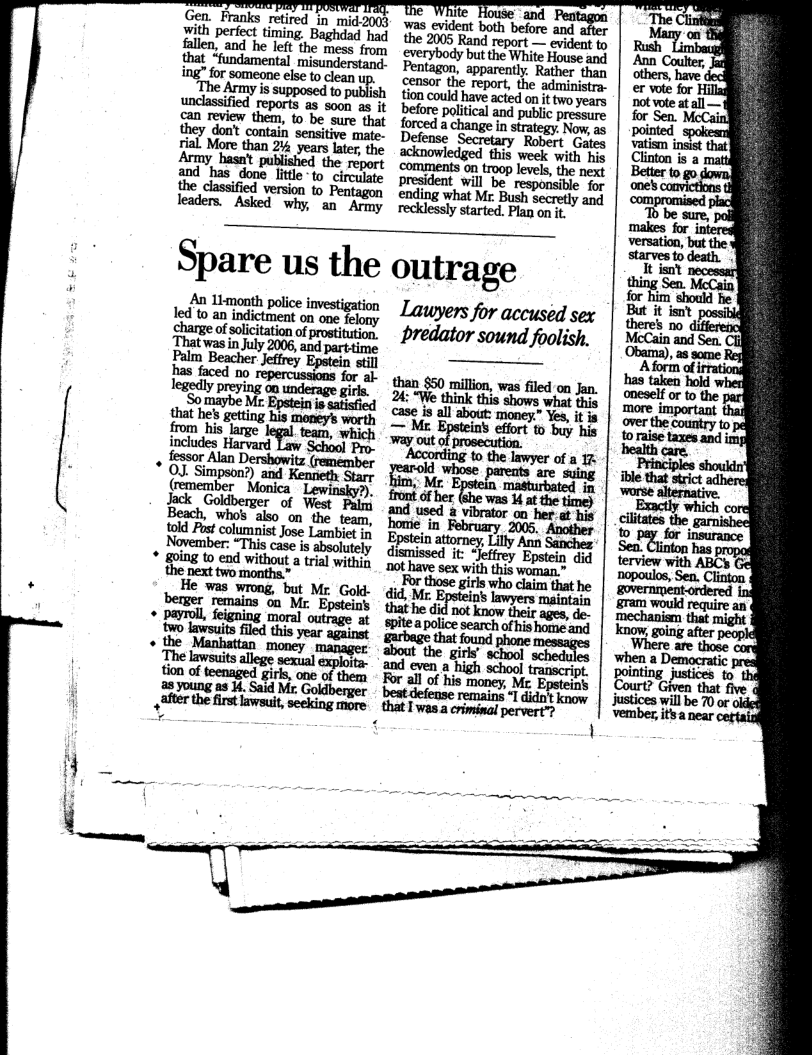 military should play in postwar Iraq.
Gen. Franks retired in mid-2003
with perfect timing. Baghdad had
fallen, and he left the mess from
that “fundamental misunderstand-
ing” for someone else to clean up.
The Army is supposed to publish
unclassified reports as soon as it
can review them, to be sure that
they don't contain sensitive mate-
rial. More than 2½ years later, the
Army hasn't published the report
and has done little to circulate
the classified version to Pentagon
leaders. Asked why, an Army
the White House and Pentagon
was evident both before and after
the 2005 Rand report — evident to
everybody but the White House and
Pentagon, apparently. Rather than
censor the report, the administra-
tion could have acted on it two years
before political and public pressure
forced a change in strategy. Now, as
Defense Secretary Robert Gates
acknowledged this week with his
comments on troop levels, the next
president will be responsible for
ending what Mr. Bush secretly and
recklessly started. Plan on it.
Spare us the outrage
An 11-month police investigation
led to an indictment on one felony
charge of solicitation of prostitution.
That was in July 2006, and part-time
Palm Beacher Jeffrey Epstein still
has faced no repercussions for al-
legedly preying on underage girls.
So maybe Mr. Epstein is satisfied
that he's getting his money's worth
from his large legal team, which
includes Harvard Law School Pro-
fessor Alan Dershowitz (remember
O.J. Simpson?) and Kenneth Starr
(remember Monica Lewinsky?).
Jack Goldberger of West Palm
Beach, who's also on the team,
told Post columnist Jose Lambiet in
November: “This case is absolutely
going to end without a trial within
the next two months.”
He was wrong, but Mr. Gold-
berger remains on Mr. Epstein's
payroll, feigning moral outrage at
two lawsuits filed this year against
the Manhattan money manager.
The lawsuits allege sexual exploita-
tion of teenaged girls, one of them
as young as 14. Said Mr. Goldberger
after the first lawsuit, seeking more
Lawyers for accused sex
predator sound foolish.
than $50 million, was filed on Jan.
24: “We think this shows what this
case is all about: money.” Yes, it is
— Mr. Epstein's effort to buy his
way out of prosecution.
According to the lawyer of a 17-
year-old whose parents are suing
him, Mr. Epstein masturbated in
front of her (she was 14 at the time)
and used a vibrator on her at his
home in February 2005. Another
Epstein attorney, Lilly Ann Sanchez
dismissed it: “Jeffrey Epstein did
not have sex with this woman.”
For those girls who claim that he
did, Mr. Epstein's lawyers maintain
that he did not know their ages, de-
spite a police search of his home and
garbage that found phone messages
about the girls' school schedules
and even a high school transcript.
For all of his money, Mr. Epstein's
best defense remains “I didn't know
that I was a criminal pervert”?
The Clintons
Many on the
Rush Limbaug
Ann Coulter, Jan
others, have decl
er vote for Hilla
not vote at all — t
for Sen. McCain.
pointed spokesm
vatism insist that
Clinton is a matt
Better to go down
one's convictions th
compromised plac
To be sure, poli
makes for interes
versation, but the
starves to death.
It isn't necessar
thing Sen. McCain
for him should he
But it isn't possible
there's no differenc
McCain and Sen. Cli
Obama), as some Rep
A form of irrationa
has taken hold when
oneself or to the par
more important than
over the country to pe
to raise taxes and imp
health care.
Principles shouldn'
ible that strict adhere
worse alternative.
Exactly which core
cilitates the garnishee
to pay for insurance
Sen. Clinton has propo
terview with ABC's Ge
nopoulos, Sen. Clinton
government-ordered ins
gram would require an
mechanism that might i
know, going after people
Where are those core
when a Democratic pres
pointing justices to the
Court? Given that five o
justices will be 70 or older
vember, it's a near certain